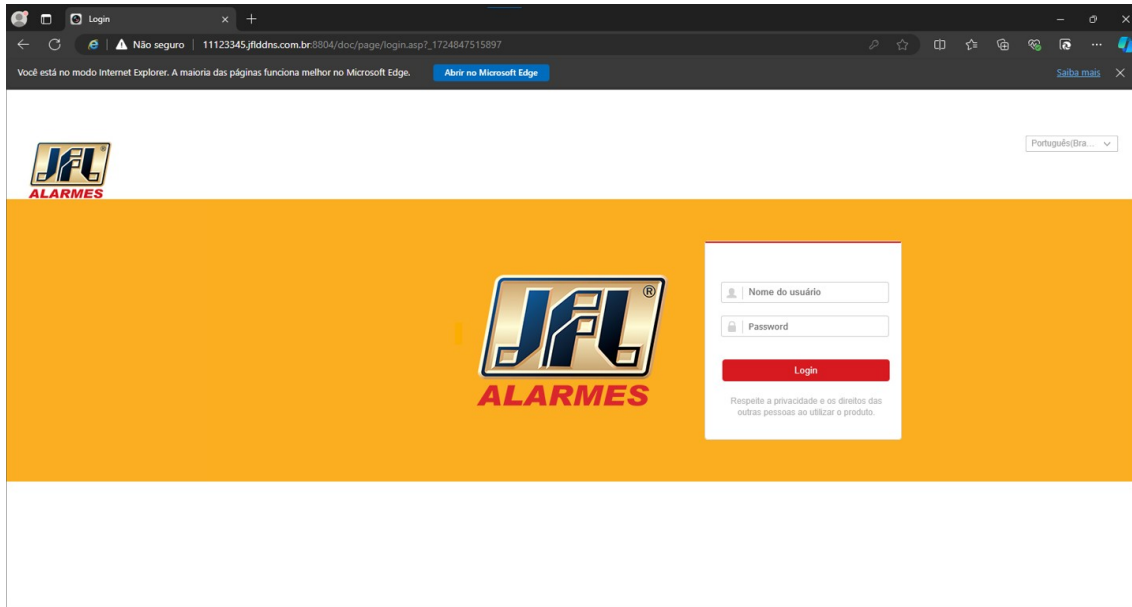 Login
Não seguro
11123345.jflddns.com.br:8804/doc/page/login.asp?_1724847515897
Você está no modo Internet Explorer. A maioria das páginas funciona melhor no Microsoft Edge.
Abrir no Microsoft Edge
Saiba mais
Português(Bra...
JFL®
ALARMES
JFL®
ALARMES
Nome do usuário
Password
Login
Respeite a privacidade e os direitos das
outras pessoas ao utilizar o produto.